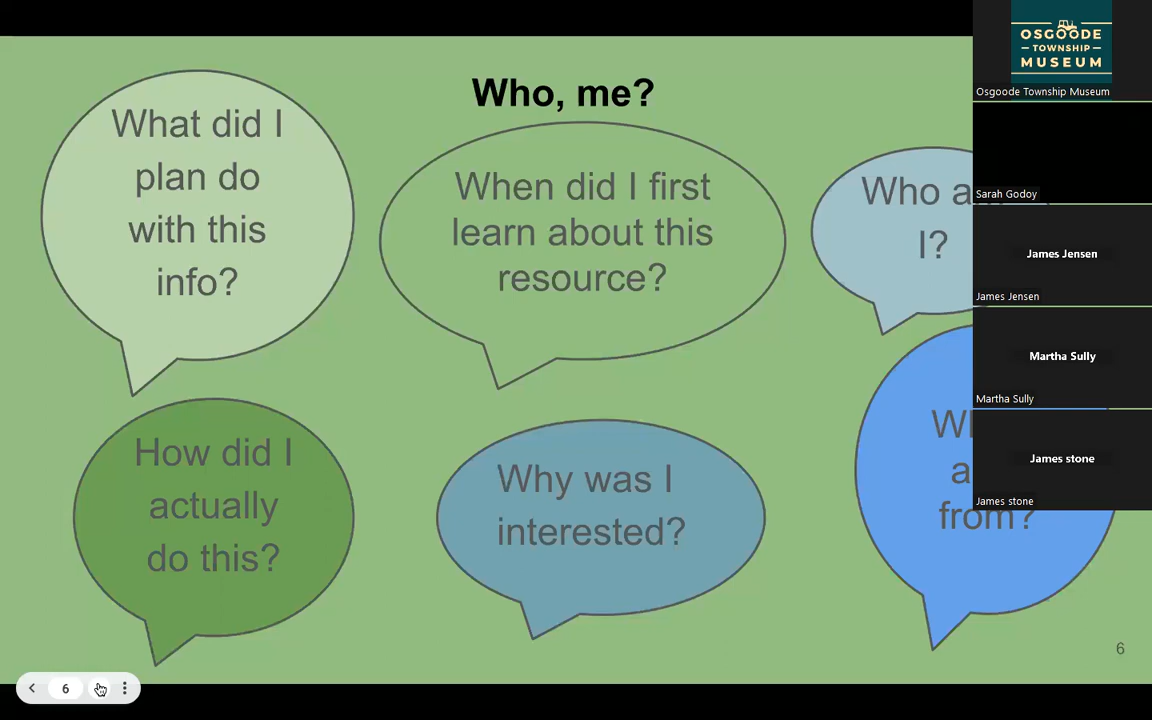 Who, me?
What did I
plan do
with this
info?
When did I first
learn about this
resource?
Who
I?
How did I
actually
do this?
Why was I
interested?
from?
6
6
OSGOODE
TOWNSHIP
MUSEUM
Osgoode Township Museum
Sarah Godoy
James Jensen
James Jensen
Martha Sully
Martha Sully
James stone
James stone